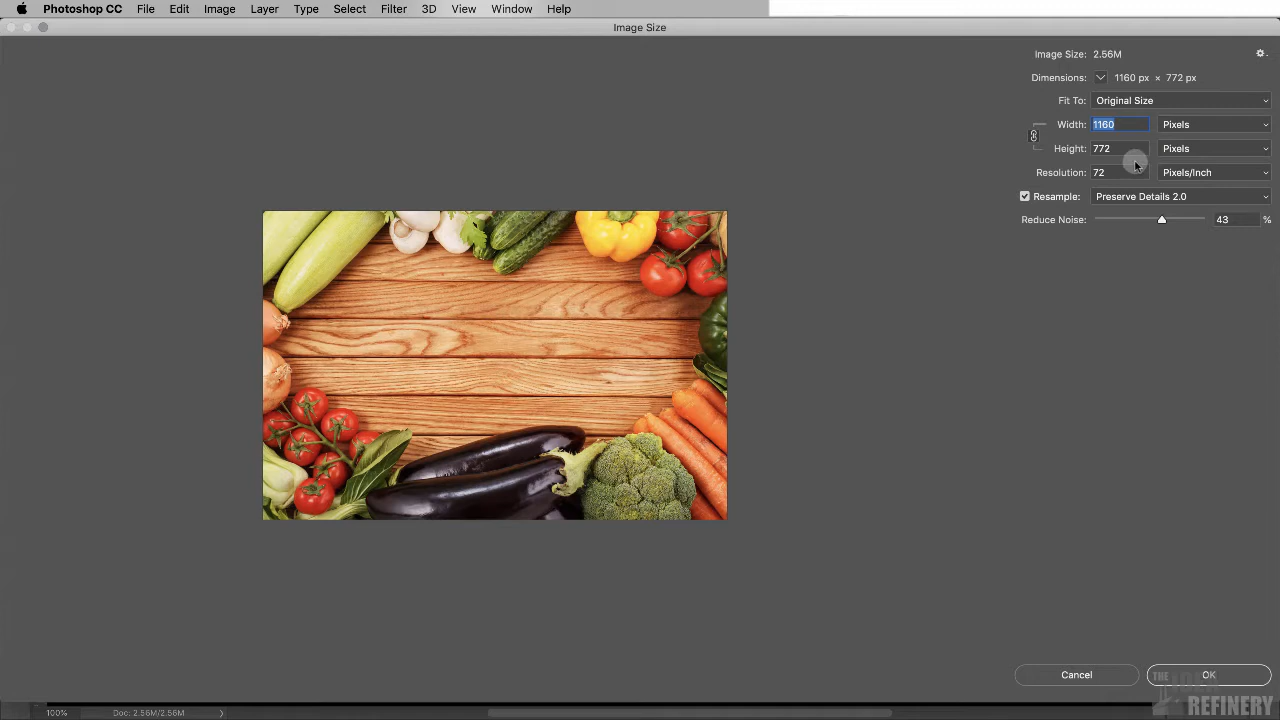 Photoshop CC File Edit Image Layer Type Select Filter 3D View Window Help
Image Size
Image Size: 2.56M
Dimensions: 1160 px × 772 px
Fit To: Original Size
Width: 1160 Pixels
Height: 772 Pixels
Resolution: 72 Pixels/Inch
Resample: Preserve Details 2.0
Reduce Noise: 43 %
Cancel OK
THE IDEA
REFINERY
100% Doc: 2.56M/2.56M